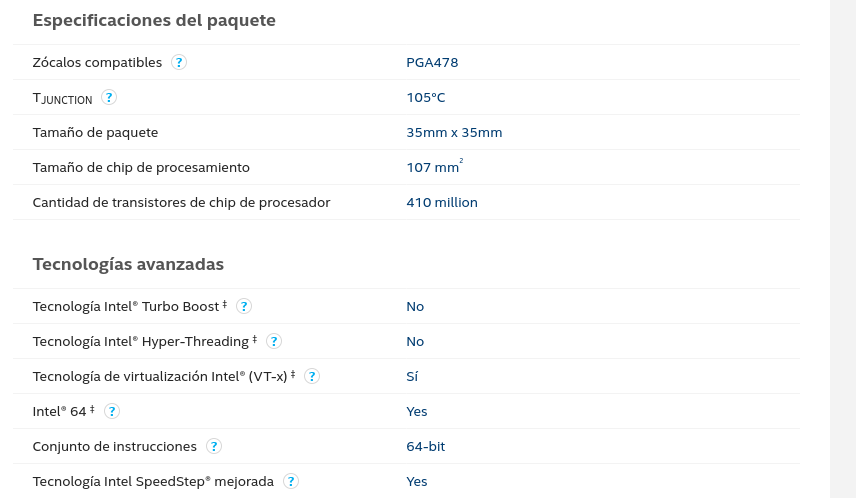 Especificaciones del paquete
Zócalos compatibles ? PGA478
TJUNCTION ? 105°C
Tamaño de paquete 35mm x 35mm
Tamaño de chip de procesamiento 107 mm²
Cantidad de transistores de chip de procesador 410 million
Tecnologías avanzadas
Tecnología Intel® Turbo Boost ‡ ? No
Tecnología Intel® Hyper-Threading ‡ ? No
Tecnología de virtualización Intel® (VT-x) ‡ ? Sí
Intel® 64 ‡ ? Yes
Conjunto de instrucciones ? 64-bit
Tecnología Intel SpeedStep® mejorada ? Yes